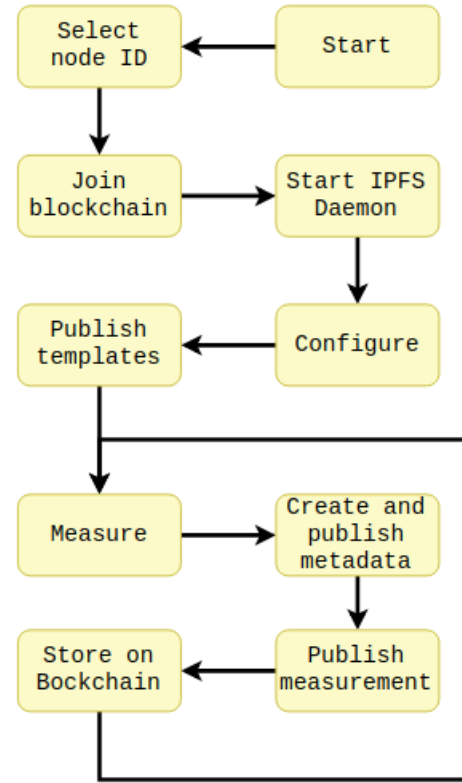 Select
node ID
Start
Join
blockchain
Start IPFS
Daemon
Publish
templates
Configure
Measure
Create and
publish
metadata
Store on
Bockchain
Publish
measurement